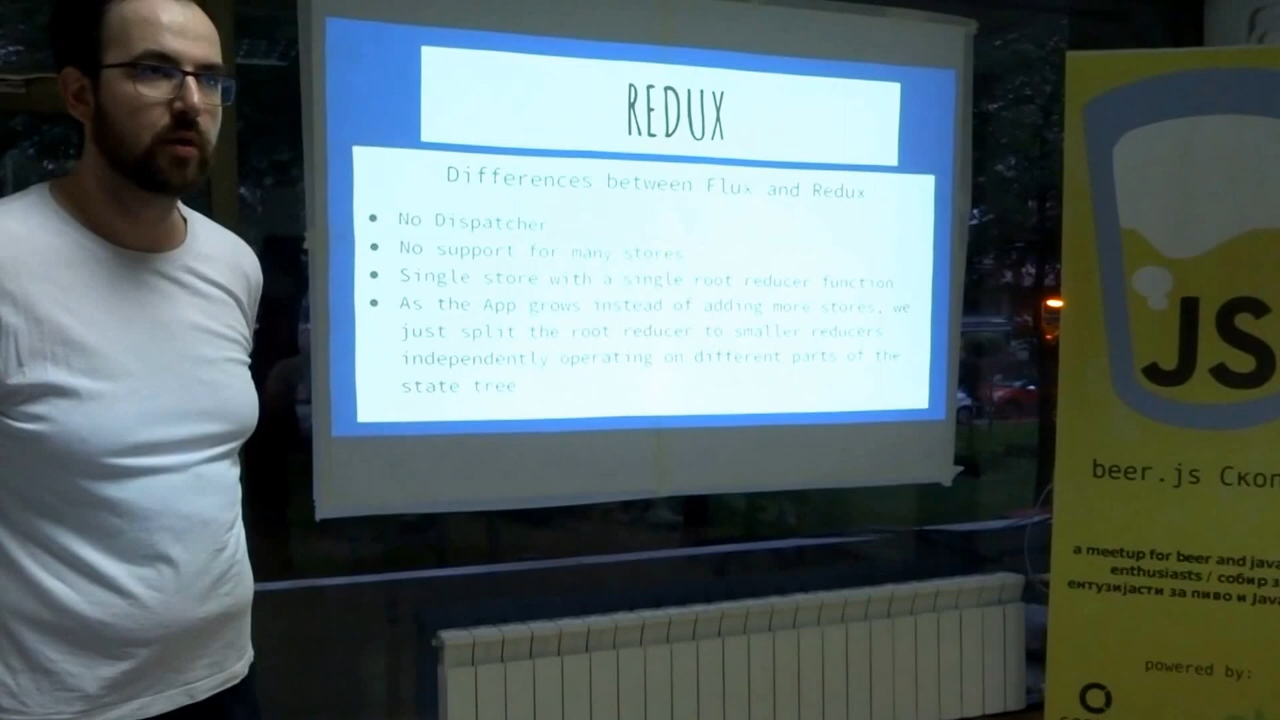 REDUX
Differences between Flux and Redux
No Dispatcher
No support for many stores
Single store with a single root reducer function
As the App grows instead of adding more stores, we
just split the root reducer to smaller reducers
independently operating on different parts of the
state tree
JS
beer.js Скоп
a meetup for beer and java
enthusiasts / собир з
ентузијасти за пиво и Java
powered by: